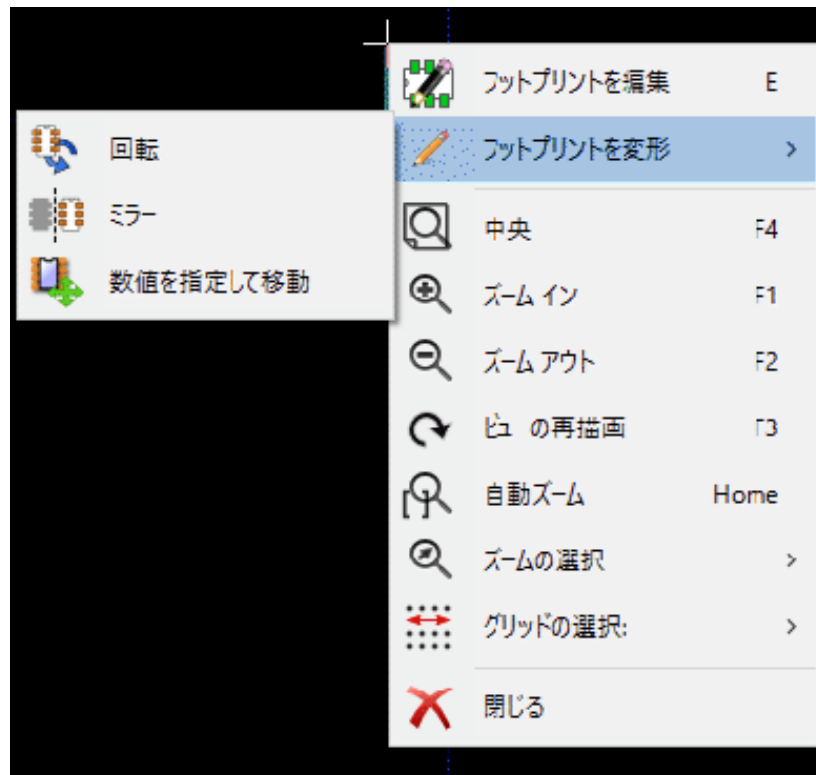 フットプリントを編集 E
フットプリントを変形 >
回転
ミラー
数値を指定して移動
中央 F4
ズーム イン F1
ズーム アウト F2
ビューの再描画 F3
自動ズーム Home
ズームの選択 >
グリッドの選択: >
閉じる